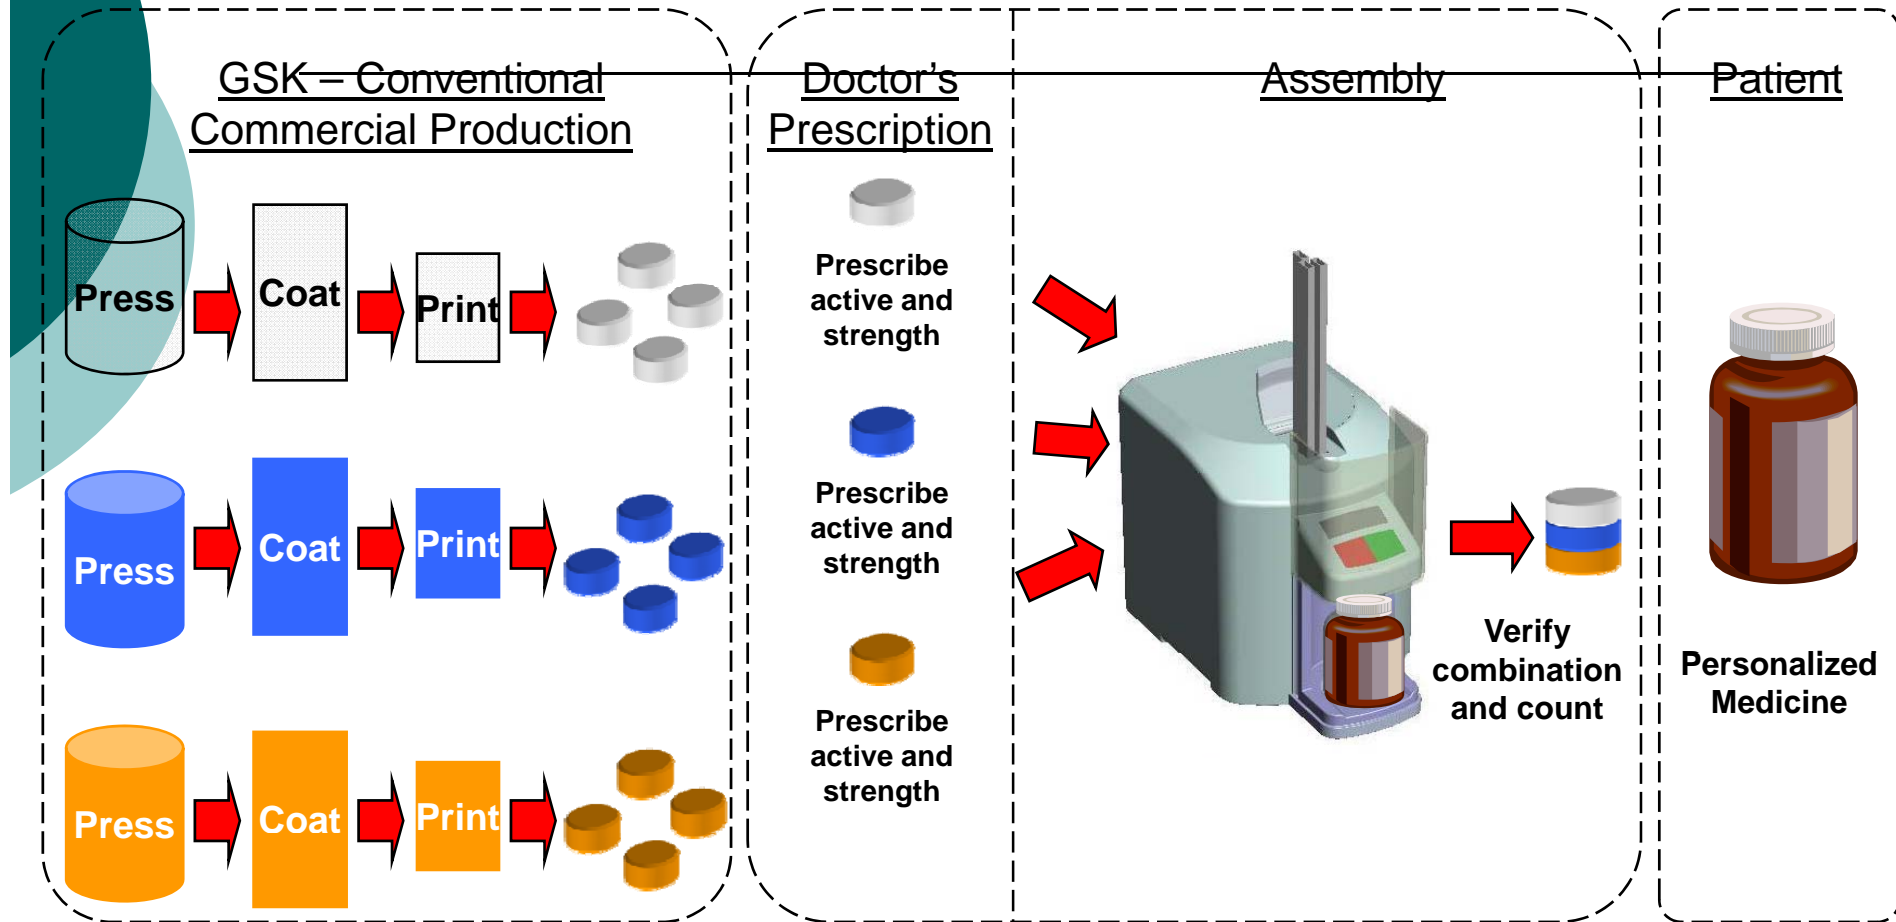 GSK – Conventional
Commercial Production
Doctor's
Prescription
Assembly
Patient
Press
Coat
Print
Prescribe
active and
strength
Press
Coat
Print
Prescribe
active and
strength
Verify
combination
and count
Personalized
Medicine
Press
Coat
Print
Prescribe
active and
strength